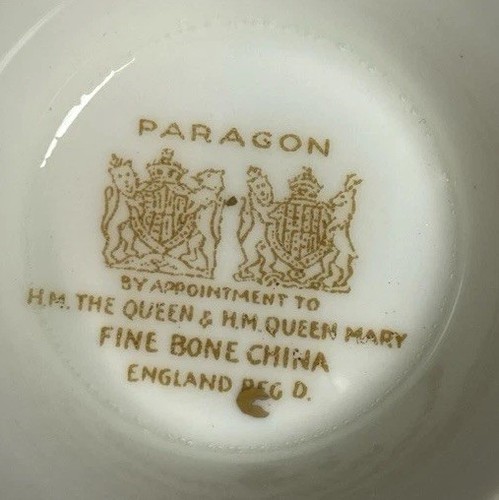 PARAGON
BY APPOINTMENT TO
H.M. THE QUEEN & H.M. QUEEN MARY
FINE BONE CHINA
ENGLAND REG D.